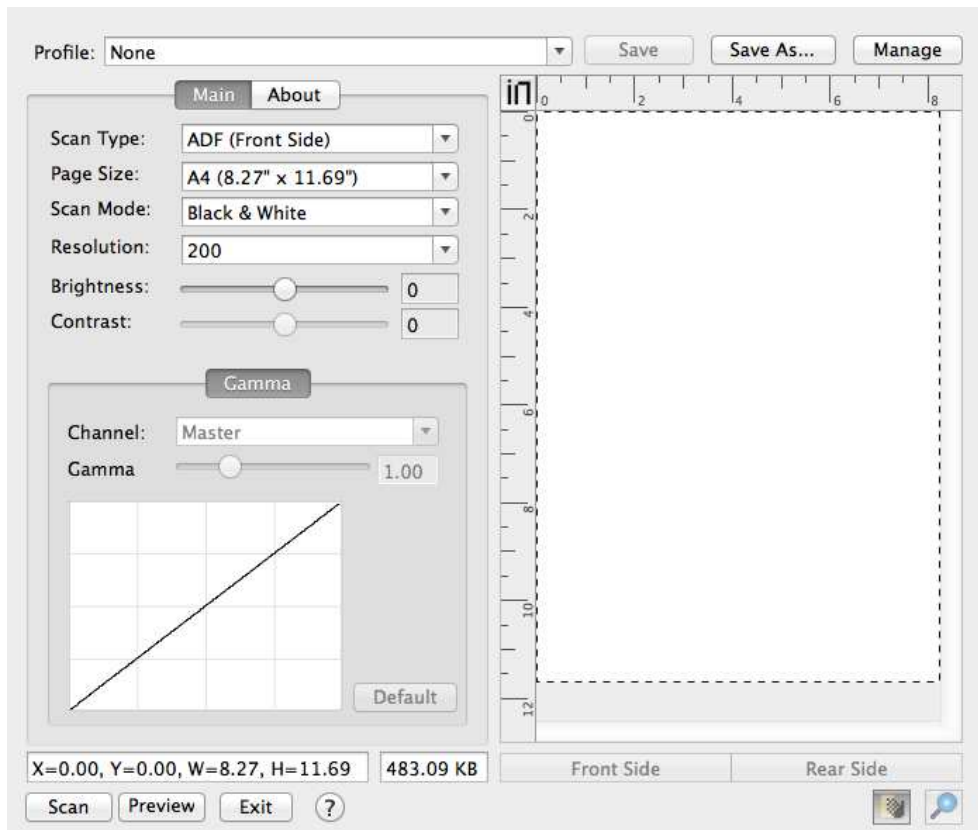 Profile: None Save Save As... Manage
Main About
Scan Type: ADF (Front Side)
Page Size: A4 (8.27" x 11.69")
Scan Mode: Black & White
Resolution: 200
Brightness: 0
Contrast: 0
Gamma
Channel: Master
Gamma 1.00
Default
X=0.00, Y=0.00, W=8.27, H=11.69 483.09 KB
Scan Preview Exit ?
in 0 2 4 6 8
0
2
4
6
8
10
12
Front Side Rear Side